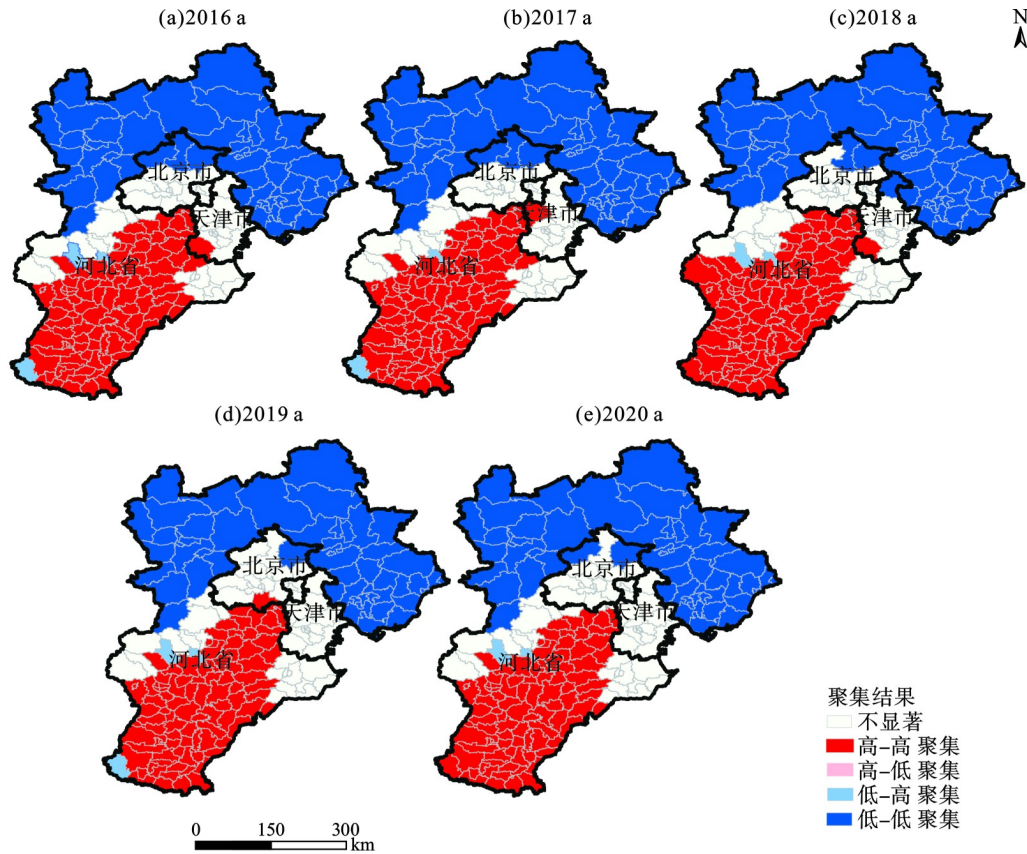 (a)2016 a
(b)2017 a
(c)2018 a
N
北京市
天津市
河北省
北京市
天津市
河北省
北京市
天津市
河北省
(d)2019 a
(e)2020 a
北京市
天津市
河北省
北京市
天津市
河北省
聚集结果
不显著
高-高 聚集
高-低 聚集
低-高 聚集
低-低 聚集
0 150 300
km